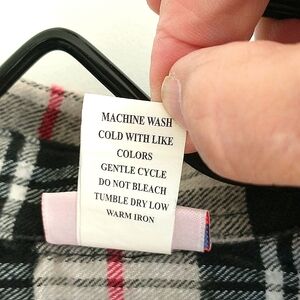 MACHINE WASH
COLD WITH LIKE
COLORS
GENTLE CYCLE
DO NOT BLEACH
TUMBLE DRY LOW
WARM IRON